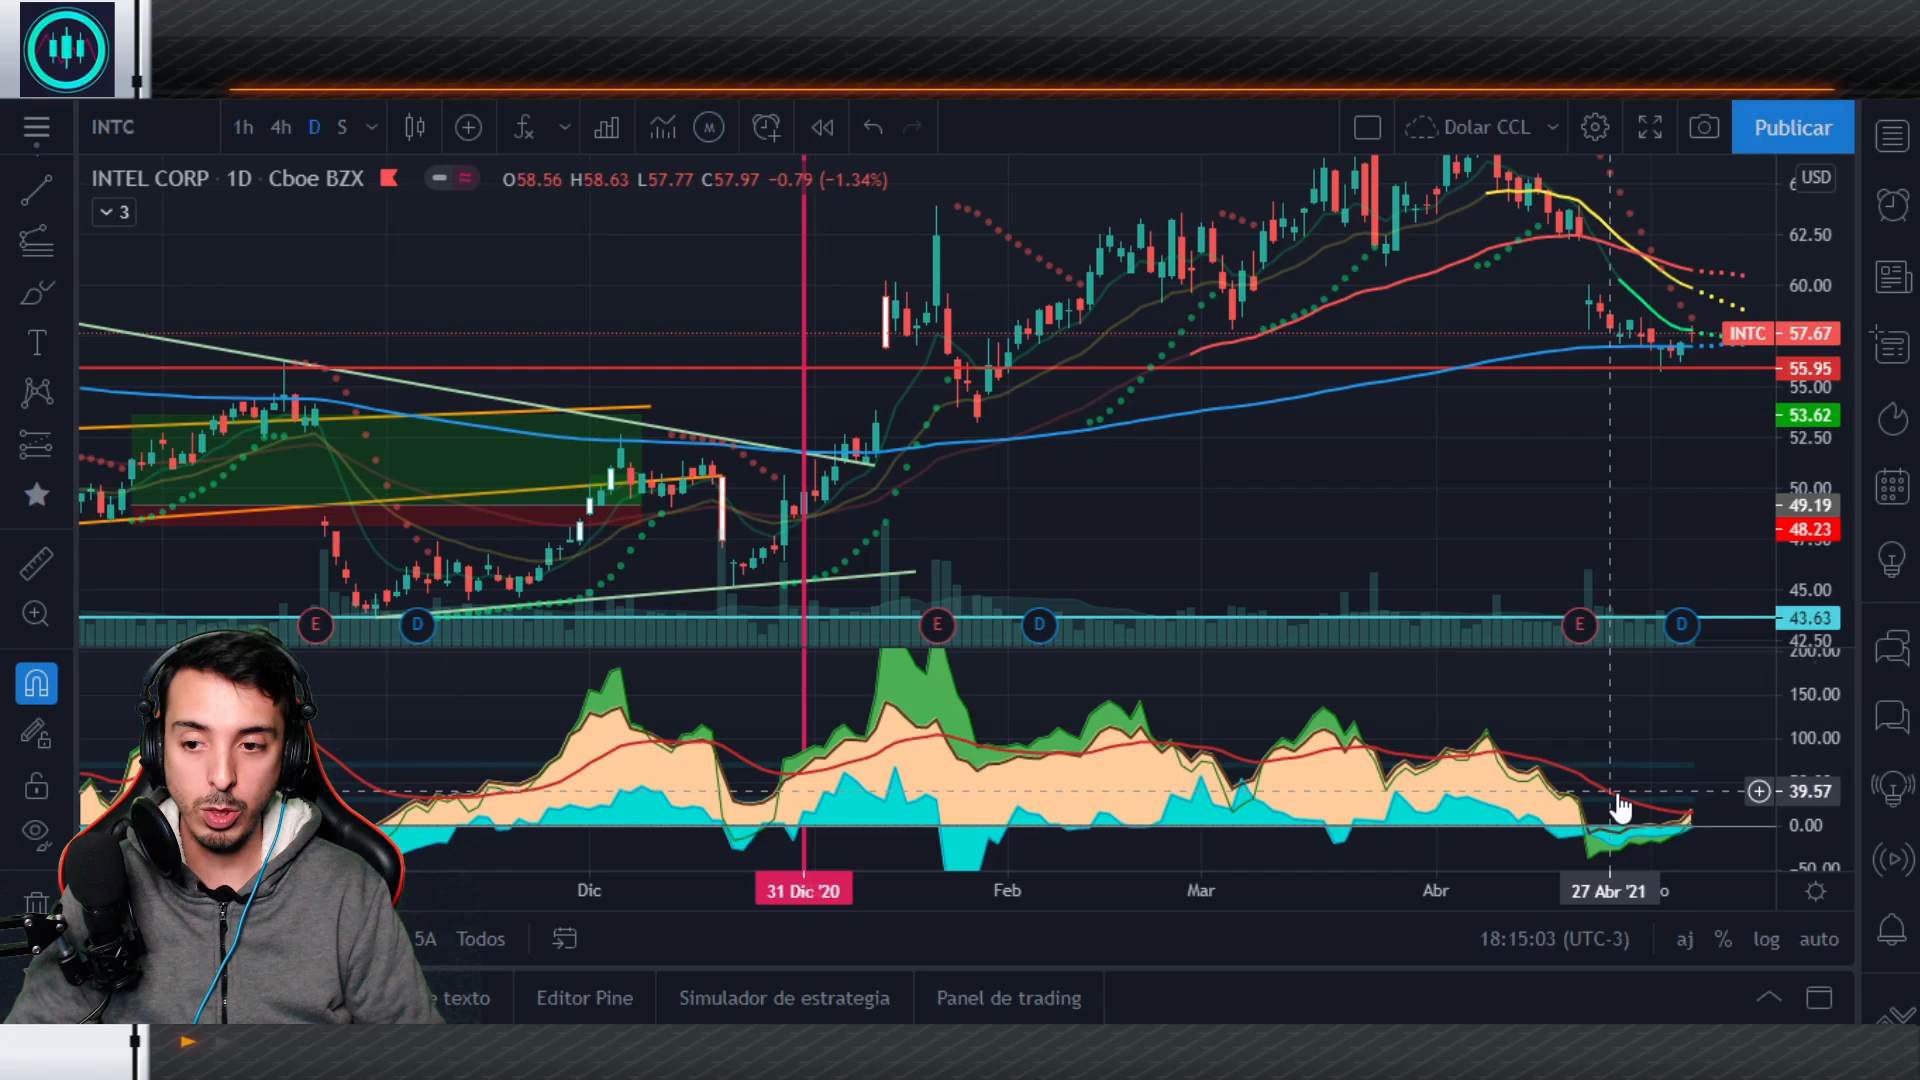 INTC
1h 4h D S
M
Dolar CCL
Publicar
INTEL CORP · 1D · Cboe BZX
O58.56 H58.63 L57.77 C57.97 −0.79 (−1.34%)
USD
3
62.50
60.00
INTC 57.67
55.95
55.00
53.62
52.50
50.00
49.19
48.23
45.00
43.63
42.50
E D E D E D
200.00
150.00
100.00
39.57
0.00
−50.00
Dic 31 Dic '20 Feb Mar Abr 27 Abr '21 o
5A Todos
18:15:03 (UTC-3) aj % log auto
e texto Editor Pine Simulador de estrategia Panel de trading